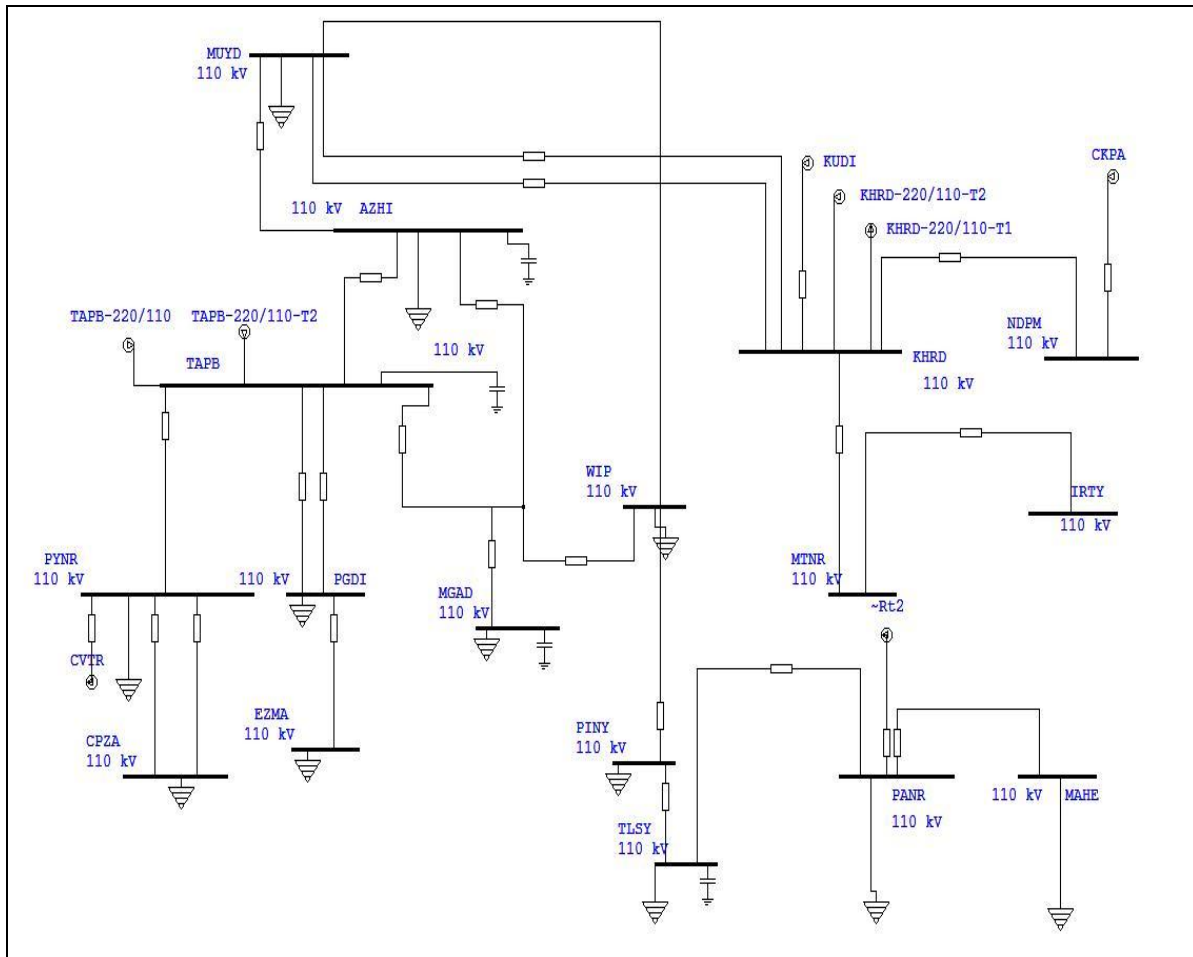 MUYD
110 kV
KUDI
CKPA
KHRD-220/110-T2
110 kV AZHI
KHRD-220/110-T1
TAPB-220/110
TAPB-220/110-T2
NDPM
110 kV
110 kV
TAPB
KHRD
110 kV
WIP
110 kV
IRTY
110 kV
PYNR
110 kV
110 kV
PGDI
MGAD
110 kV
MTNR
110 kV
~Rt2
CVTR
EZMA
110 kV
CPZA
110 kV
PINY
110 kV
PANR
110 kV
110 kV
MAHE
TLSY
110 kV